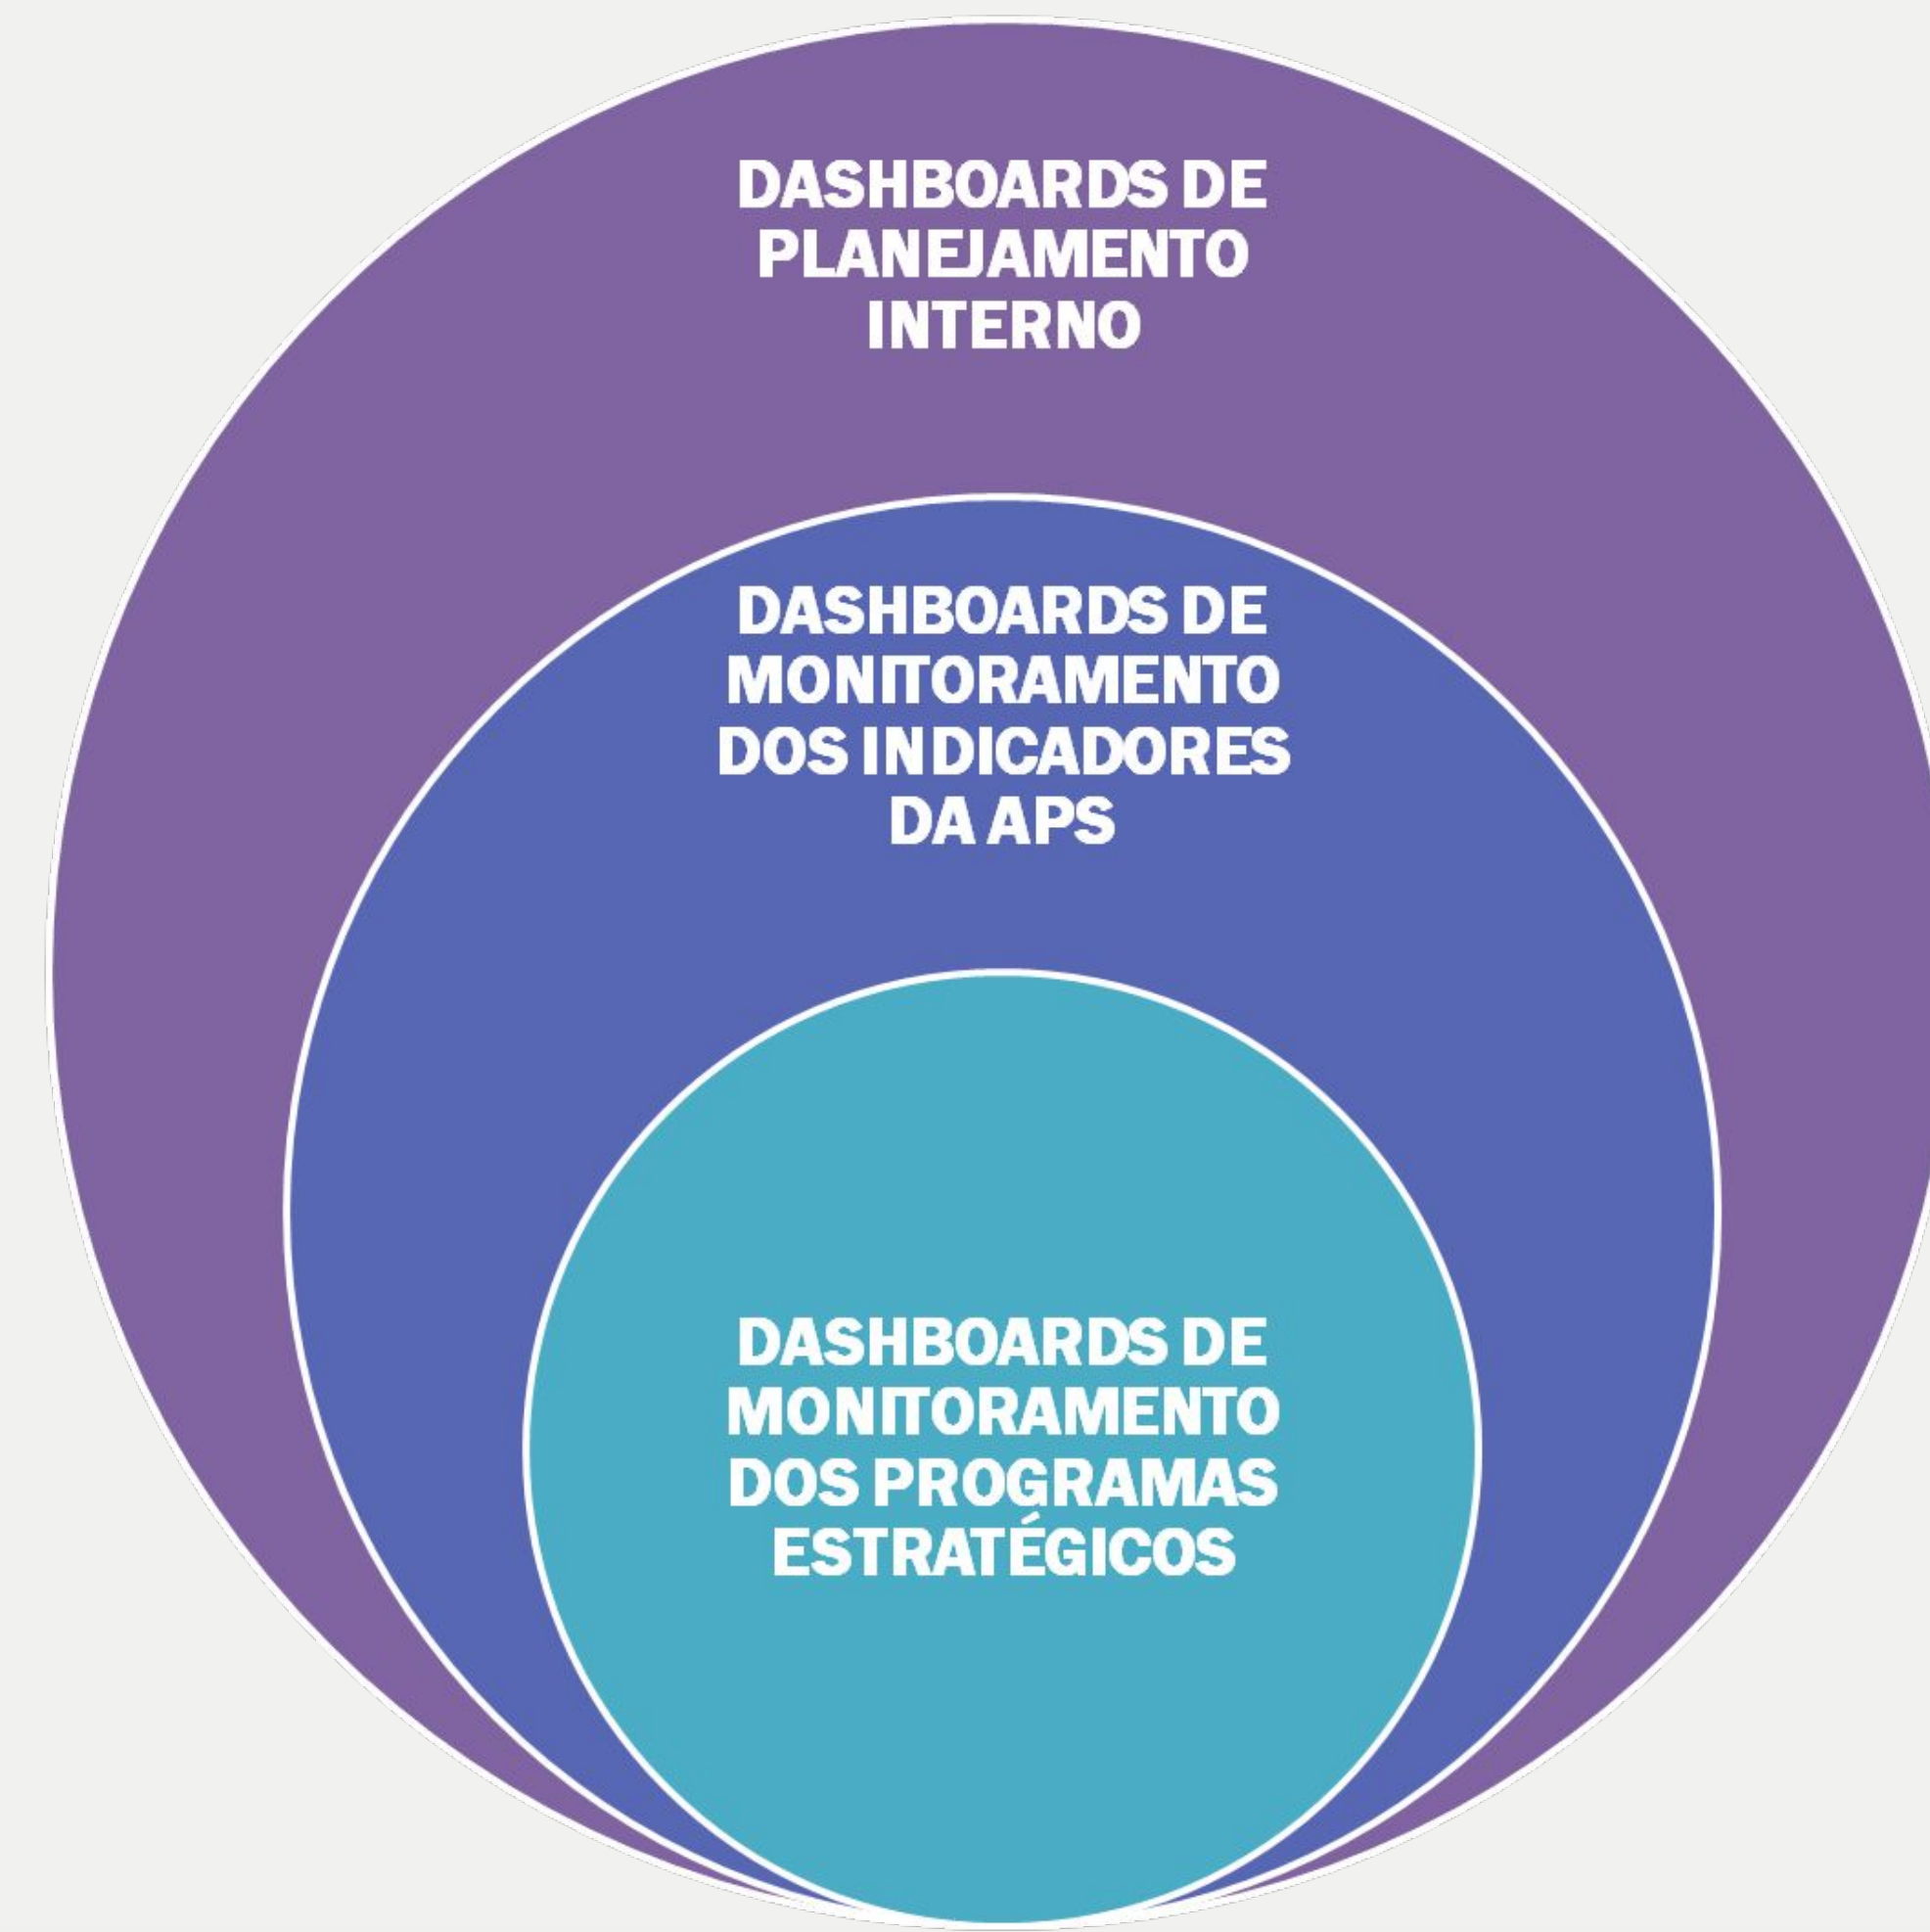 DASHBOARDS DE
PLANEJAMENTO
INTERNO
DASHBOARDS DE
MONITORAMENTO
DOS INDICADORES
DA APS
DASHBOARDS DE
MONITORAMENTO
DOS PROGRAMAS
ESTRATÉGICOS